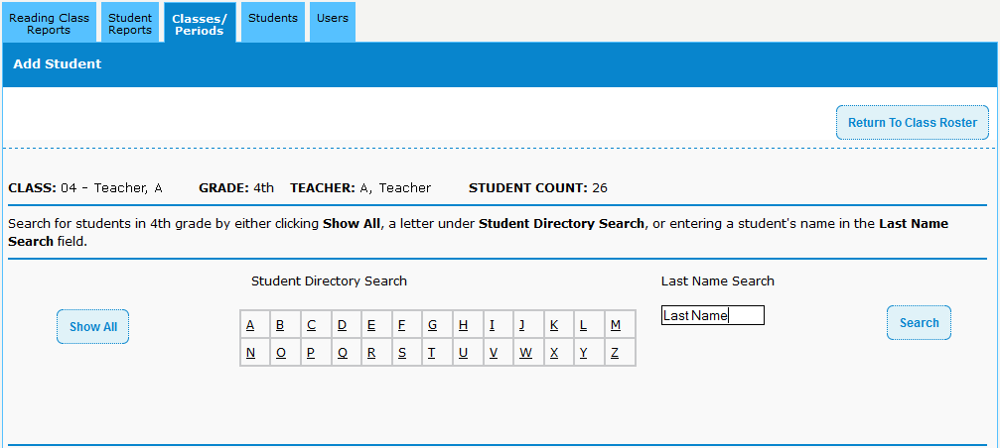 Reading Class
Reports
Student
Reports
Classes/
Periods
Students
Users
Add Student
Return To Class Roster
CLASS: 04 - Teacher, A GRADE: 4th TEACHER: A, Teacher STUDENT COUNT: 26
Search for students in 4th grade by either clicking Show All, a letter under Student Directory Search, or entering a student's name in the Last Name
Search field.
Student Directory Search
Last Name Search
Show All
A B C D E F G H I J K L M
N O P Q R S T U V W X Y Z
Last Name
Search